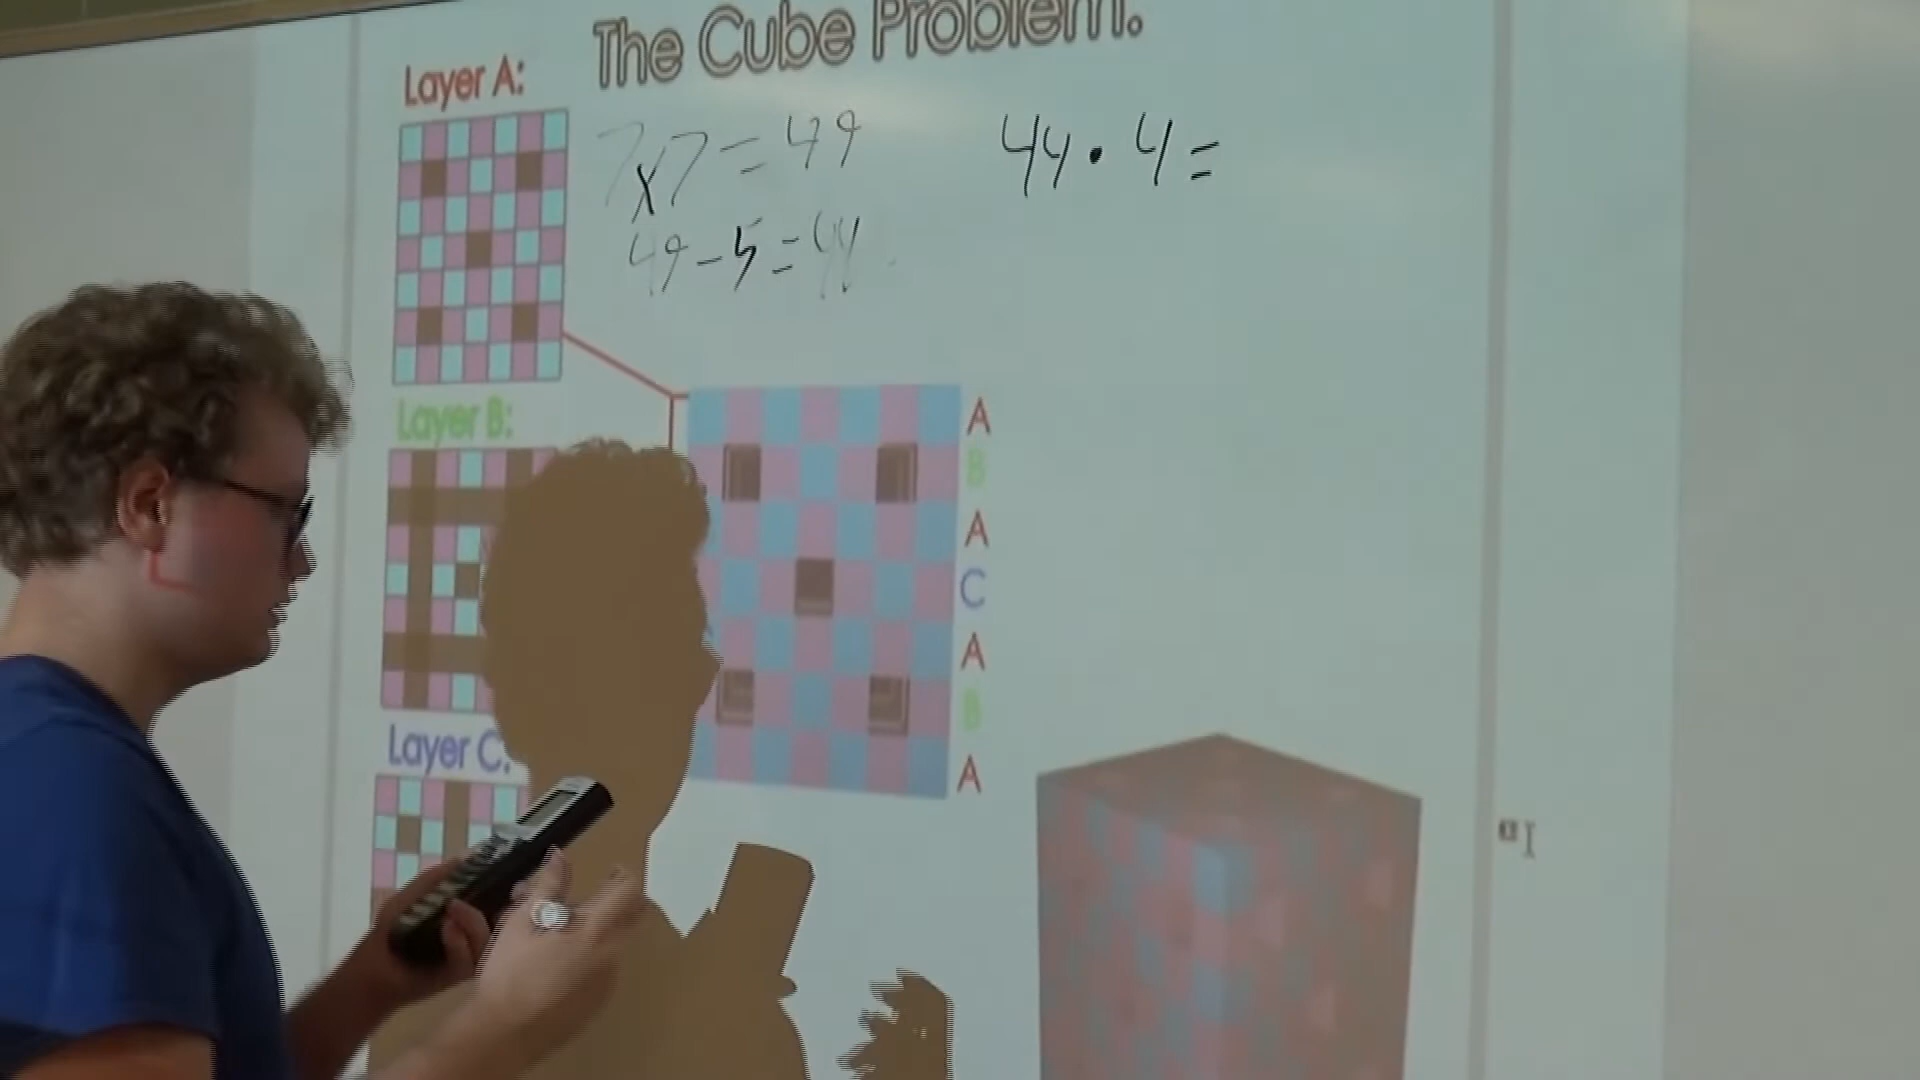 The Cube Problem.
Layer A:
7x7=49
49-5=44
44·4=
Layer B:
A
B
A
C
A
B
A
Layer C: